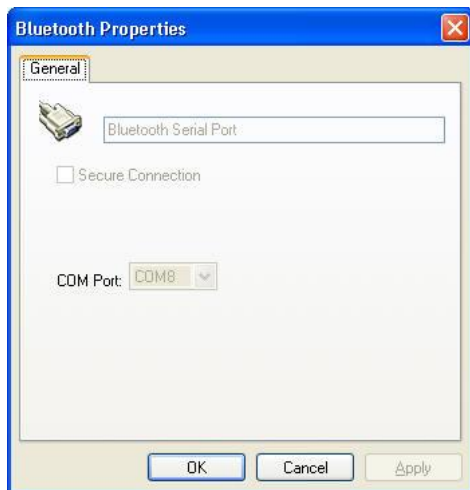 Bluetooth Properties
General
Bluetooth Serial Port
Secure Connection
COM Port: COM8
OK Cancel Apply